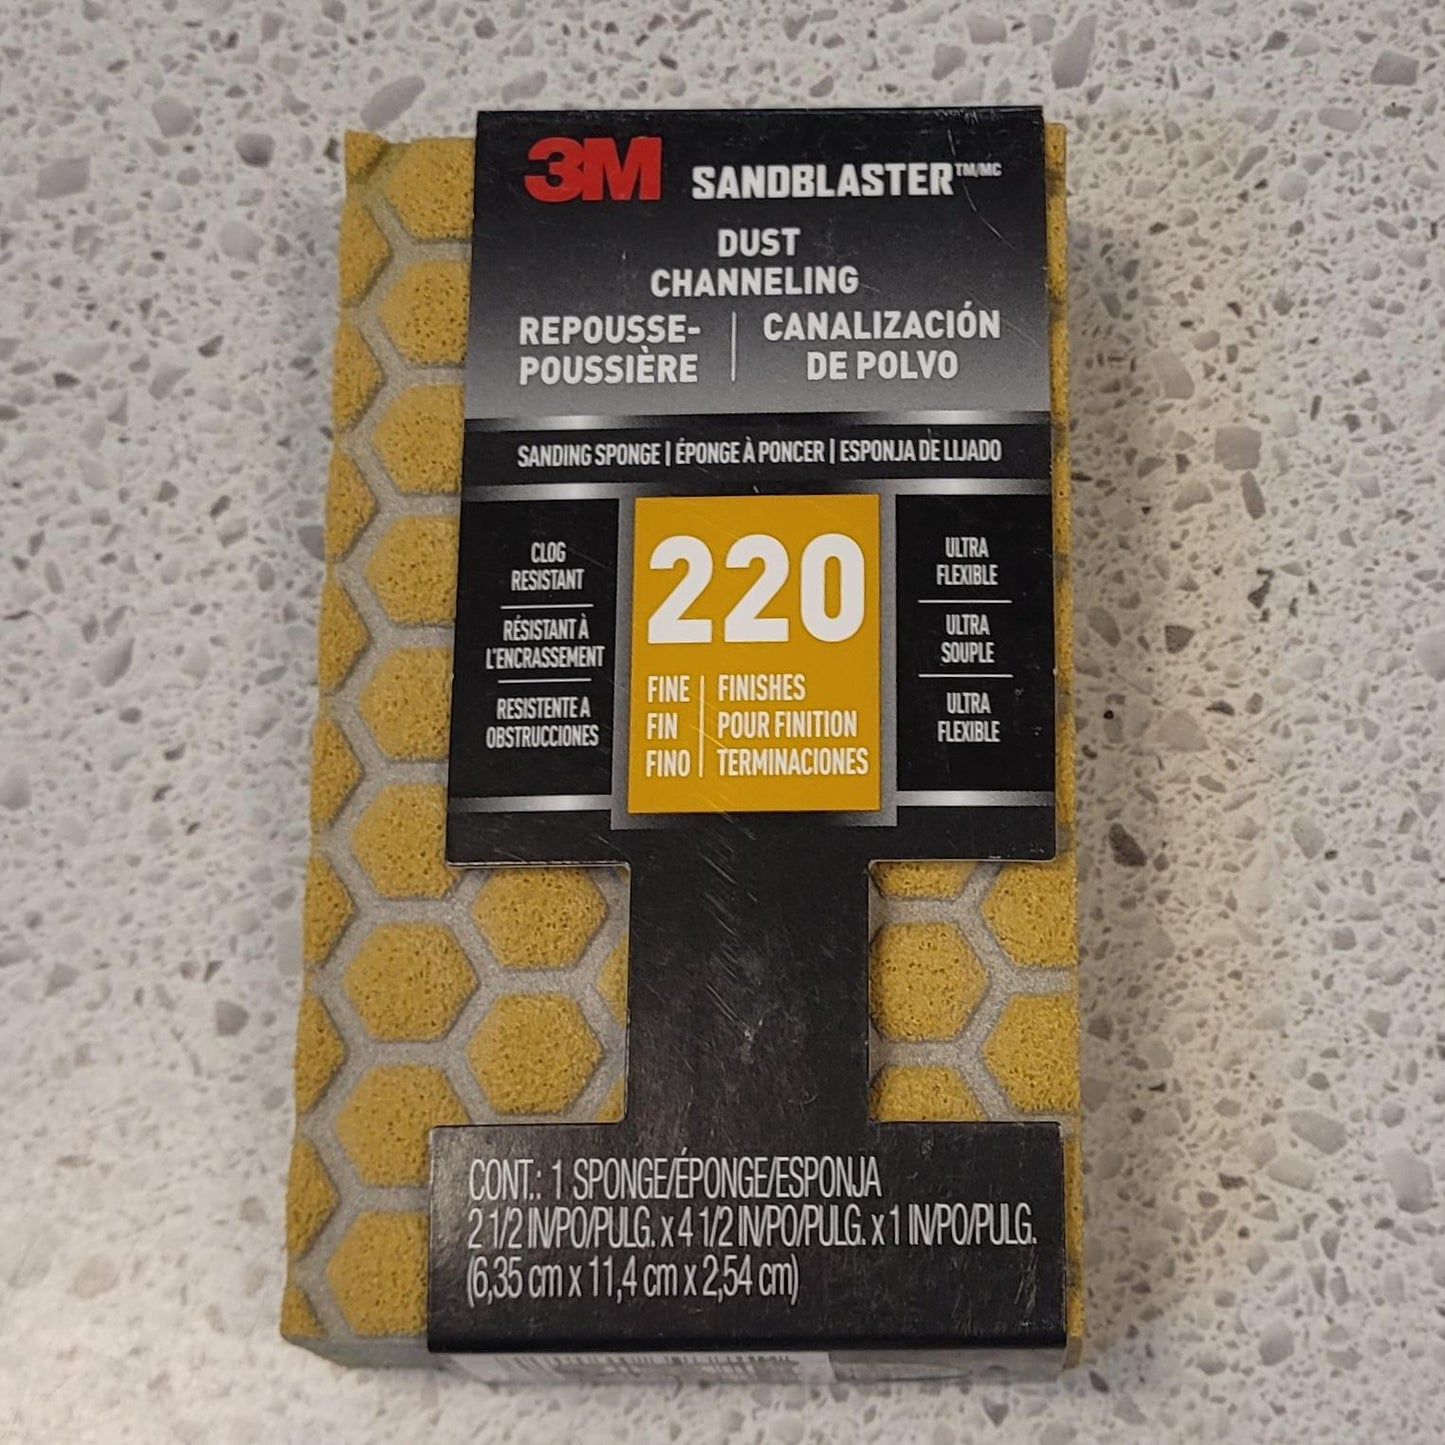 3M SANDBLASTER™/MC
DUST
CHANNELING
REPOUSSE-
POUSSIÈRE
CANALIZACIÓN
DE POLVO
SANDING SPONGE | ÉPONGE À PONCER | ESPONJA DE LIJADO
CLOG
RESISTANT
RÉSISTANT À
L'ENCRASSEMENT
RESISTENTE A
OBSTRUCCIONES
220
FINE | FINISHES
FIN | POUR FINITION
FINO | TERMINACIONES
ULTRA
FLEXIBLE
ULTRA
SOUPLE
ULTRA
FLEXIBLE
CONT.: 1 SPONGE/ÉPONGE/ESPONJA
2 1/2 IN/PO/PULG. x 4 1/2 IN/PO/PULG. x 1 IN/PO/PULG.
(6,35 cm x 11,4 cm x 2,54 cm)